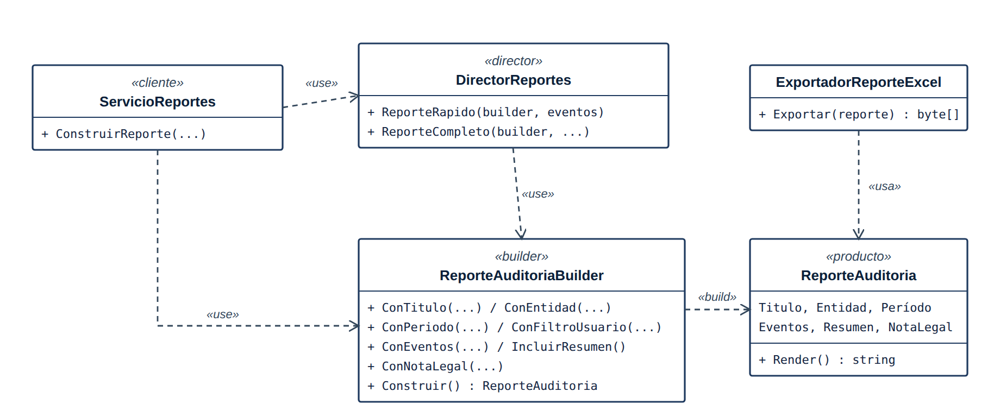 «cliente»
ServicioReportes
+ ConstruirReporte(...)
«use»
«director»
DirectorReportes
+ ReporteRapido(builder, eventos)
+ ReporteCompleto(builder, ...)
ExportadorReporteExcel
+ Exportar(reporte) : byte[]
«use»
«usa»
«use»
«builder»
ReporteAuditoriaBuilder
+ ConTitulo(...) / ConEntidad(...)
+ ConPeriodo(...) / ConFiltroUsuario(...)
+ ConEventos(...) / IncluirResumen()
+ ConNotaLegal(...)
+ Construir() : ReporteAuditoria
«build»
«producto»
ReporteAuditoria
Titulo, Entidad, Período
Eventos, Resumen, NotaLegal
+ Render() : string